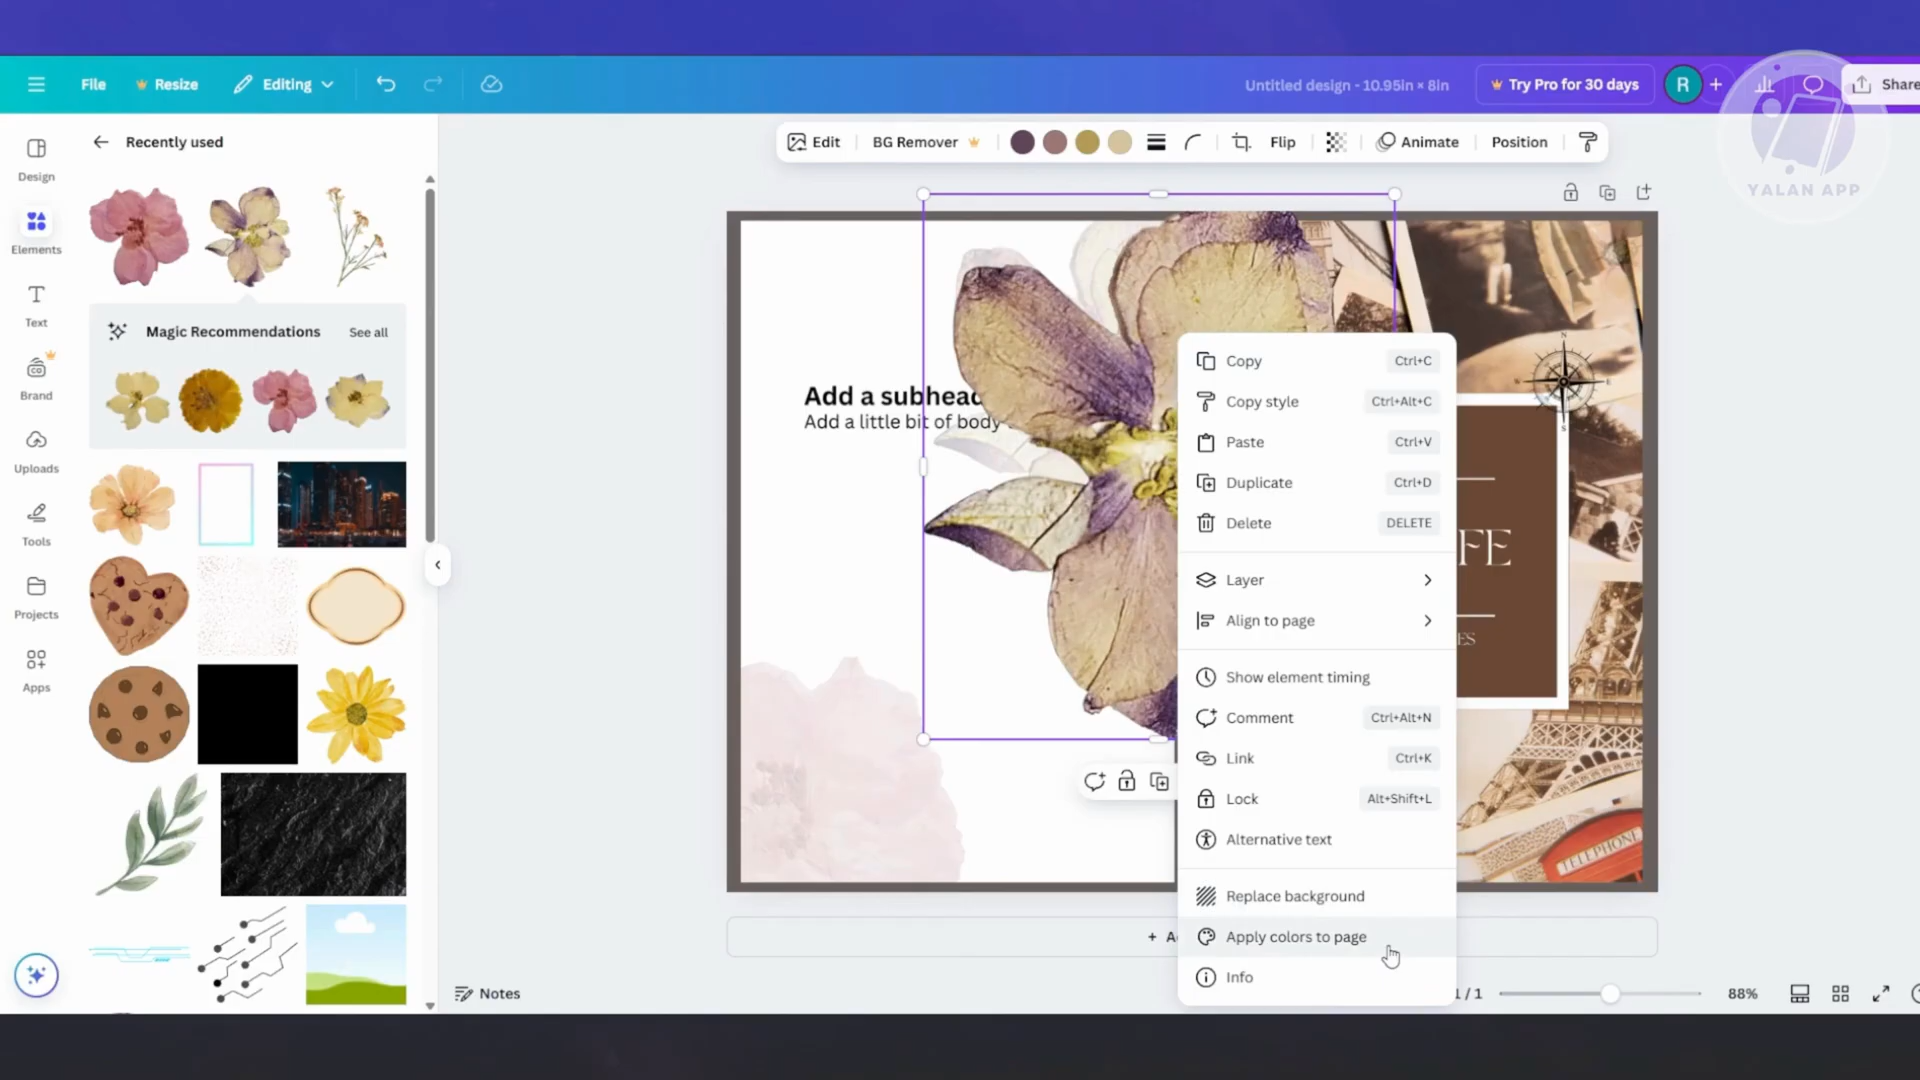 File
Resize
Editing
Untitled design - 10.95in × 8in
Try Pro for 30 days
R
Share
YALAN APP
Design
Elements
Text
Brand
Uploads
Tools
Projects
Apps
Recently used
Magic Recommendations
See all
Edit
BG Remover
Flip
Animate
Position
Add a subhead
Add a little bit of body
N
W
E
S
FE
ES
TELEPHONE
Copy Ctrl+C
Copy style Ctrl+Alt+C
Paste Ctrl+V
Duplicate Ctrl+D
Delete DELETE
Layer
Align to page
Show element timing
Comment Ctrl+Alt+N
Link Ctrl+K
Lock Alt+Shift+L
Alternative text
Replace background
Apply colors to page
Info
+ A
Notes
1 / 1
88%